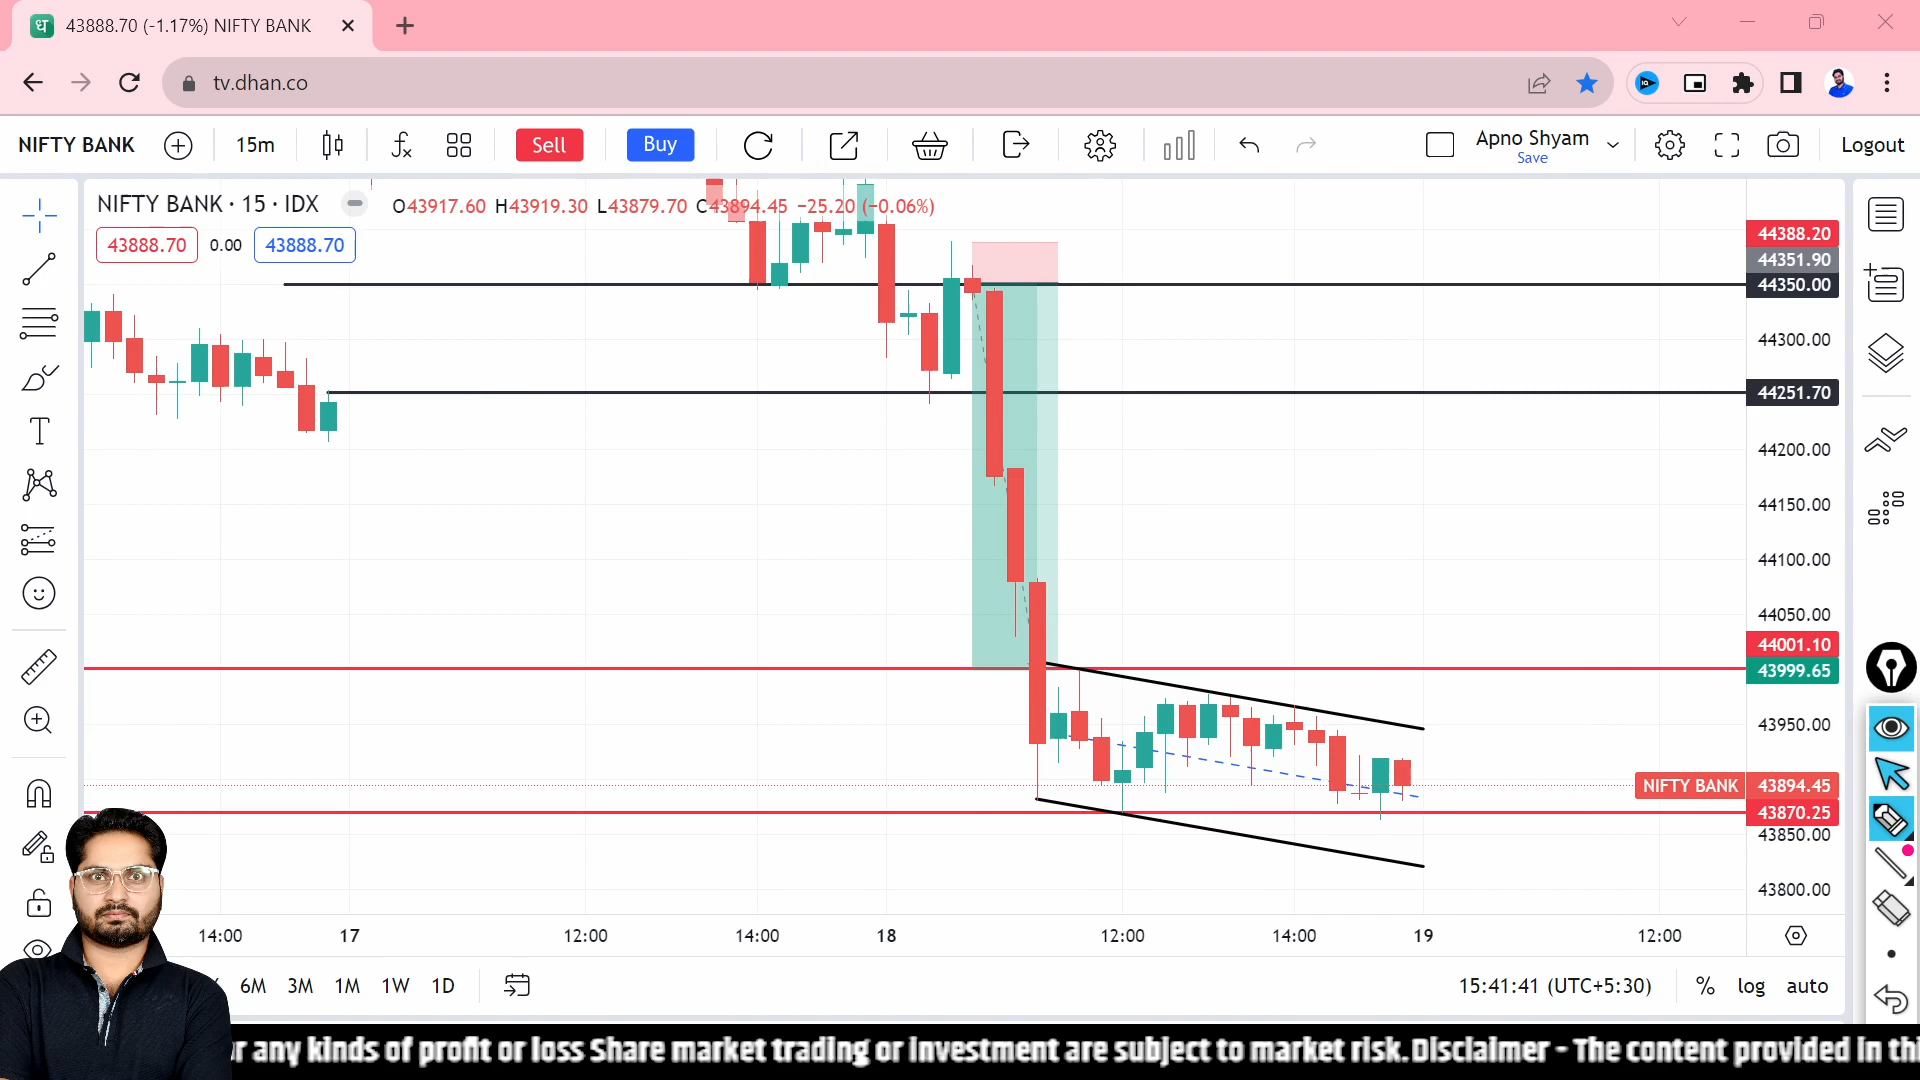 43888.70 (-1.17%) NIFTY BANK
tv.dhan.co
NIFTY BANK 15m Sell Buy Apno Shyam Save Logout
NIFTY BANK · 15 · IDX O43917.60 H43919.30 L43879.70 C43894.45 −25.20 (−0.06%)
43888.70 0.00 43888.70
44388.20
44351.90
44350.00
44300.00
44251.70
44200.00
44150.00
44100.00
44050.00
44001.10
43999.65
43950.00
NIFTY BANK 43894.45
43870.25
43850.00
43800.00
14:00 17 12:00 14:00 18 12:00 14:00 19 12:00
6M 3M 1M 1W 1D 15:41:41 (UTC+5:30) % log auto
any kinds of profit or loss Share market trading or Investment are subject to market risk. Disclaimer - The content provided in